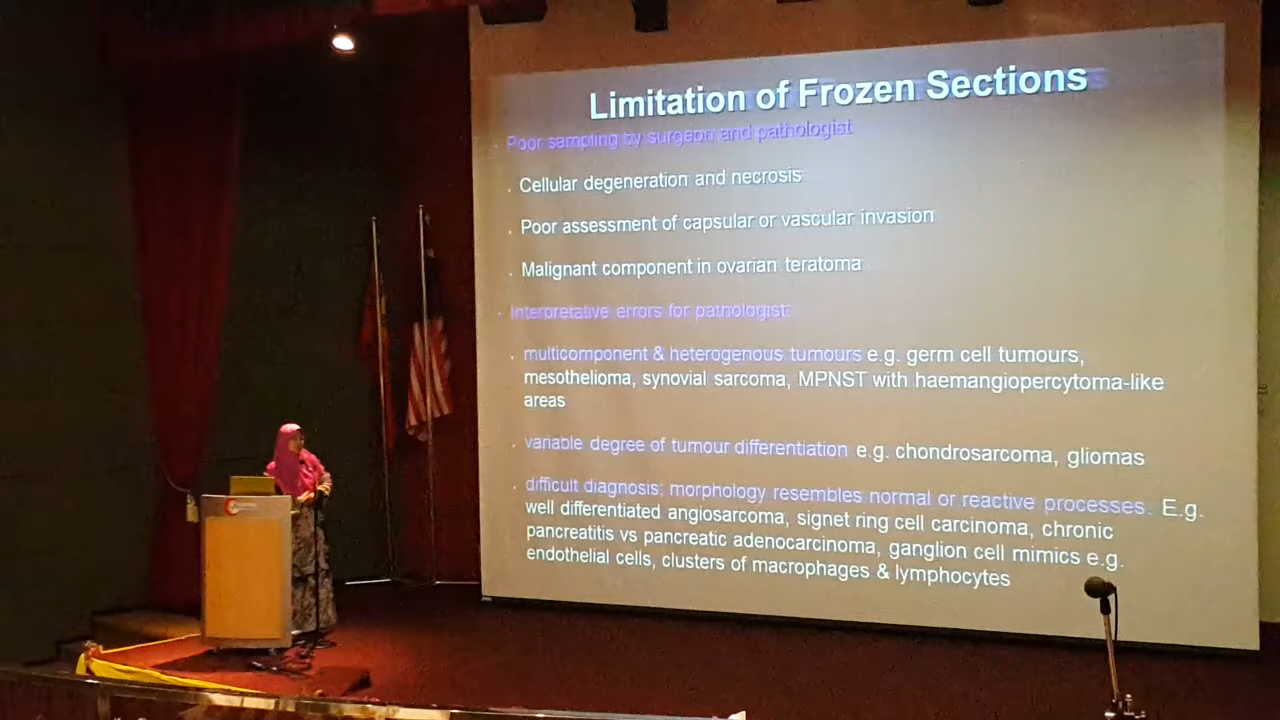 Limitation of Frozen Sections
Poor sampling by surgeon and pathologist
Cellular degeneration and necrosis
Poor assessment of capsular or vascular invasion
Malignant component in ovarian teratoma
Interpretative errors for pathologist:
multicomponent & heterogenous tumours e.g. germ cell tumours,
mesothelioma, synovial sarcoma, MPNST with haemangiopercytoma-like
areas
variable degree of tumour differentiation e.g. chondrosarcoma, gliomas
difficult diagnosis; morphology resembles normal or reactive processes. E.g.
well differentiated angiosarcoma, signet ring cell carcinoma, chronic
pancreatitis vs pancreatic adenocarcinoma, ganglion cell mimics e.g.
endothelial cells, clusters of macrophages & lymphocytes